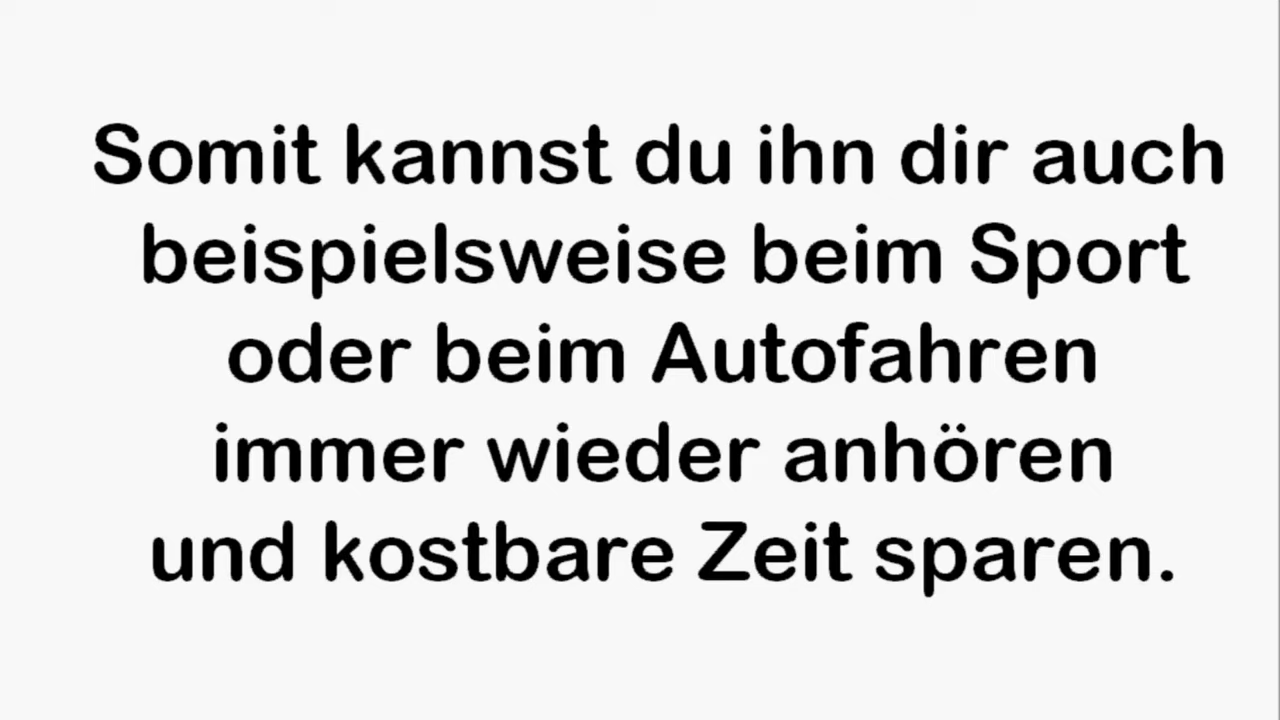 Somit kannst du ihn dir auch
beispielsweise beim Sport
oder beim Autofahren
immer wieder anhören
und kostbare Zeit sparen.